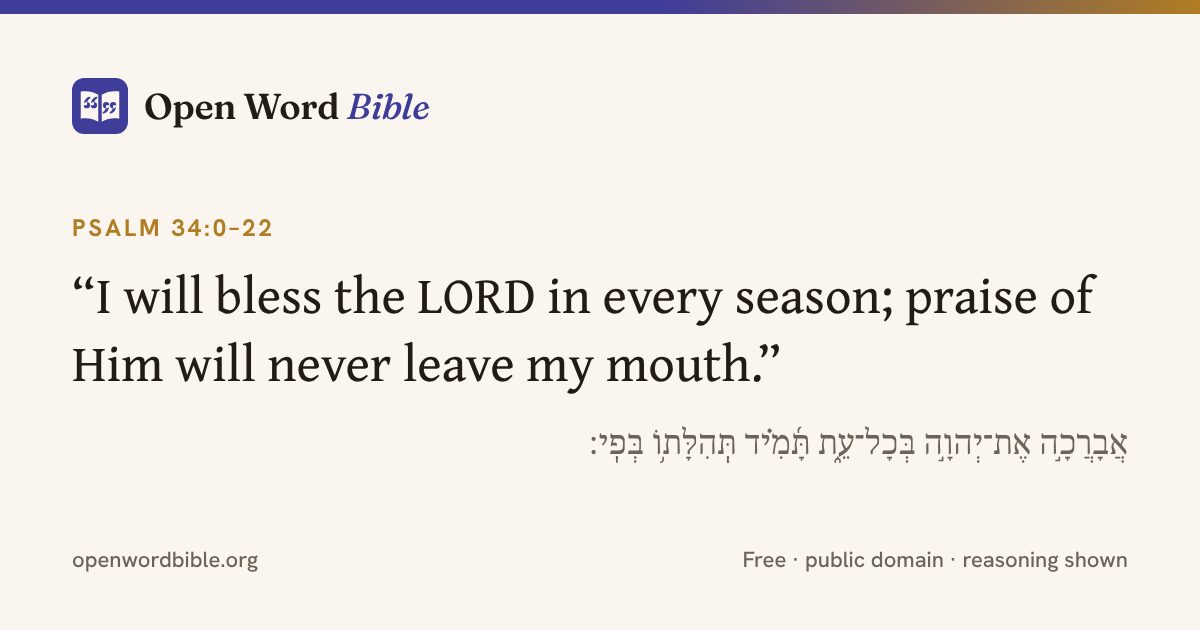 Open Word Bible
PSALM 34:0–22
“I will bless the LORD in every season; praise of
Him will never leave my mouth.”
אֲבָרֲכָ֣ה אֶת־יְהוָ֣ה בְּכָל־עֵ֑ת תָּ֝מִ֗יד תְּֽהִלָּת֥וֹ בְּפִֽי׃
openwordbible.org
Free · public domain · reasoning shown